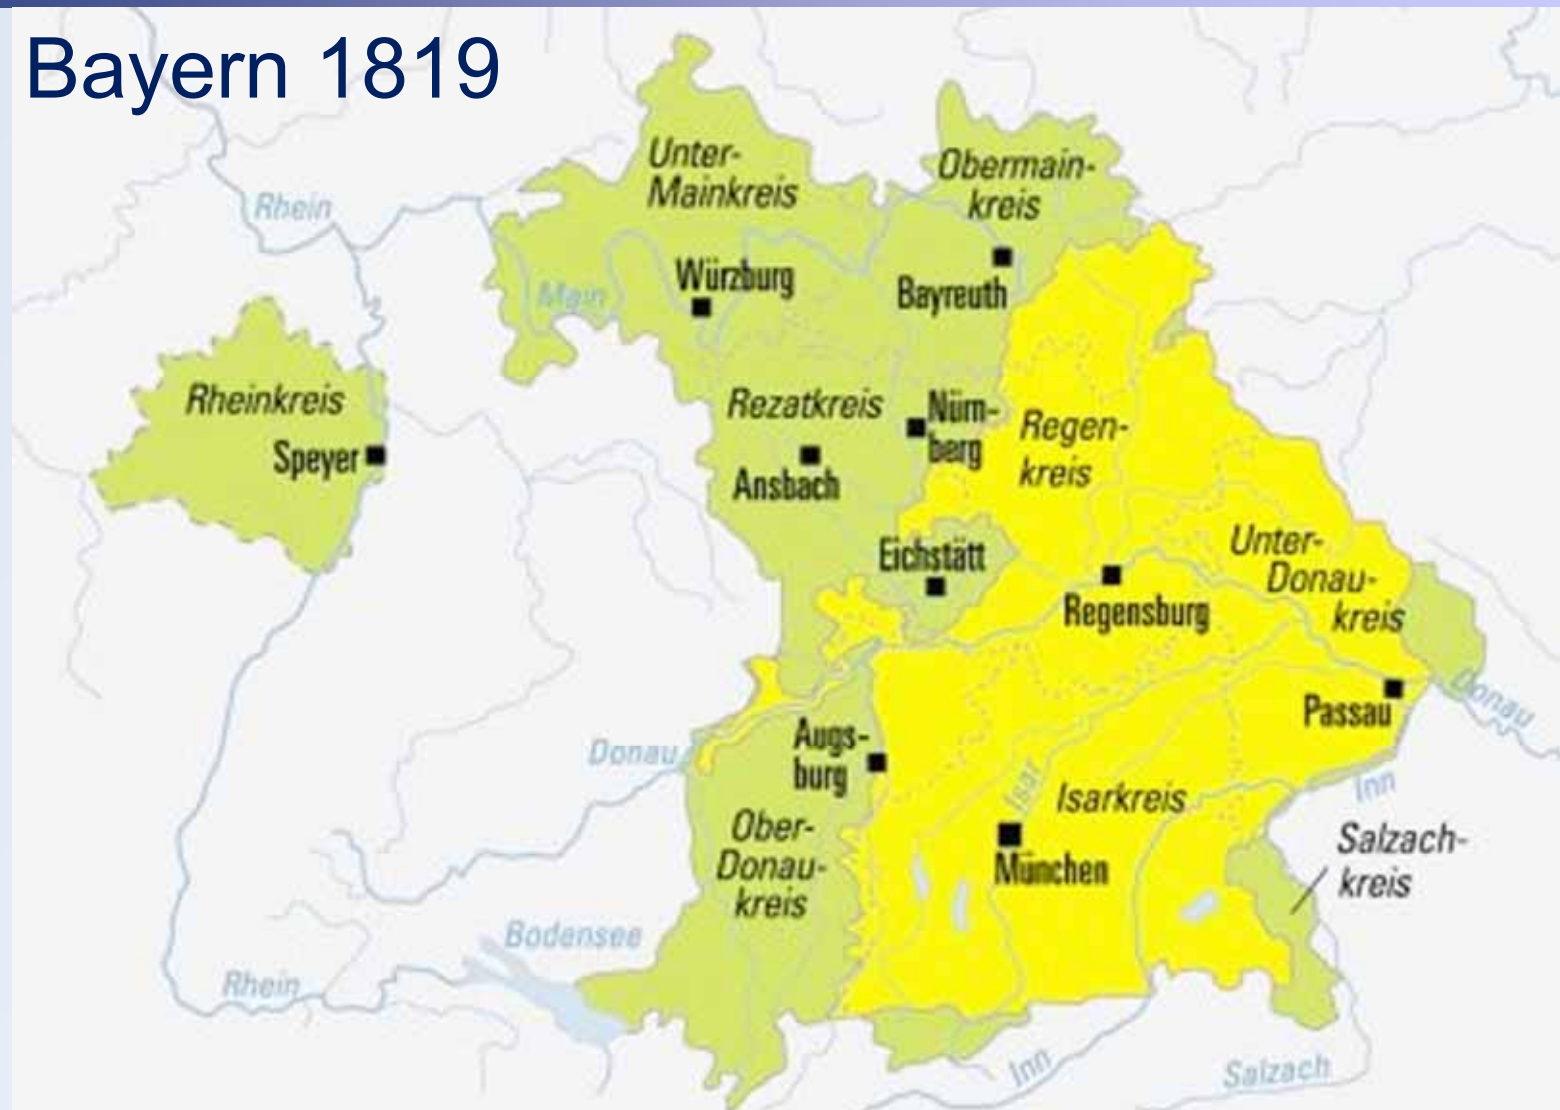 Bayern 1819
Unter-
Mainkreis
Obermain-
kreis
Rhein
Würzburg
Main
Bayreuth
Rheinkreis
Speyer
Rezatkreis
Nürn-
berg
Ansbach
Regen-
kreis
Eichstätt
Unter-
Donau-
kreis
Regensburg
Passau
Donau
Donau
Augs-
burg
Isar
Isarkreis
Inn
München
Ober-
Donau-
kreis
Salzach-
kreis
Bodensee
Rhein
Inn
Salzach